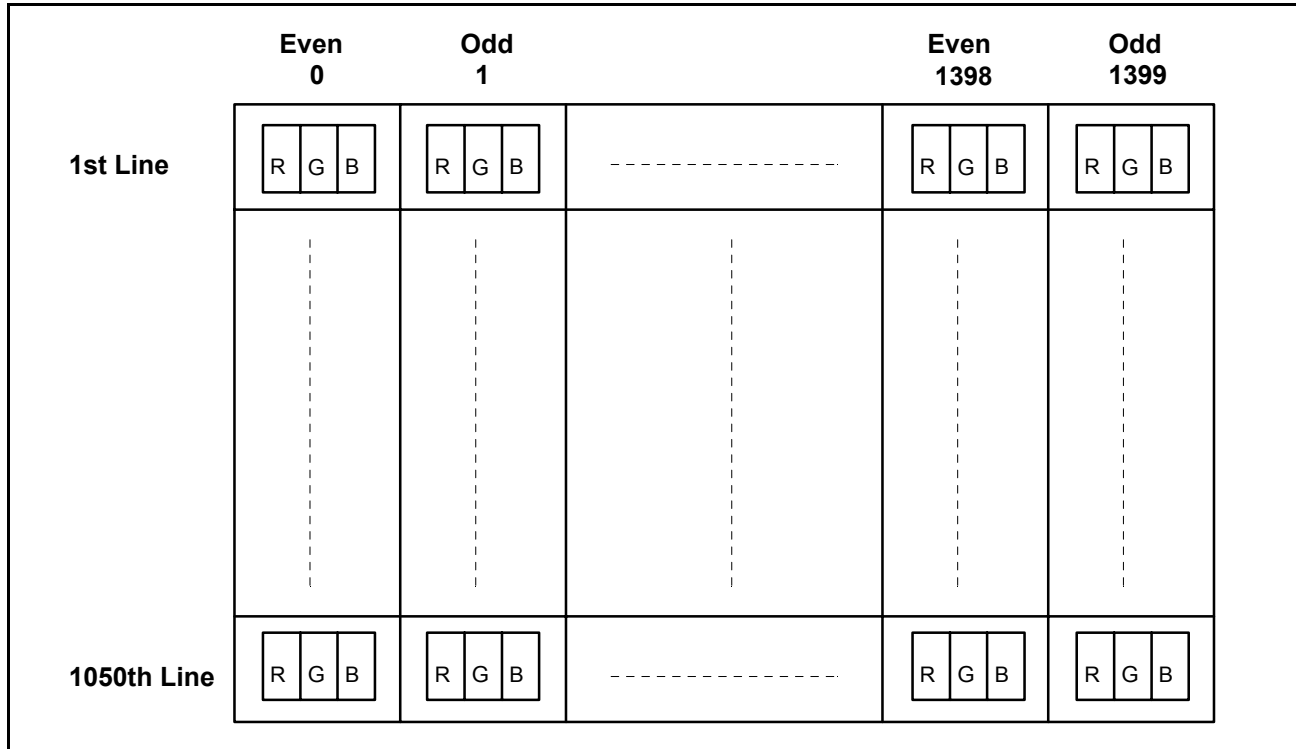 Even Odd Even Odd
0 1 1398 1399
1st Line R G B R G B R G B R G B
1050th Line R G B R G B R G B R G B